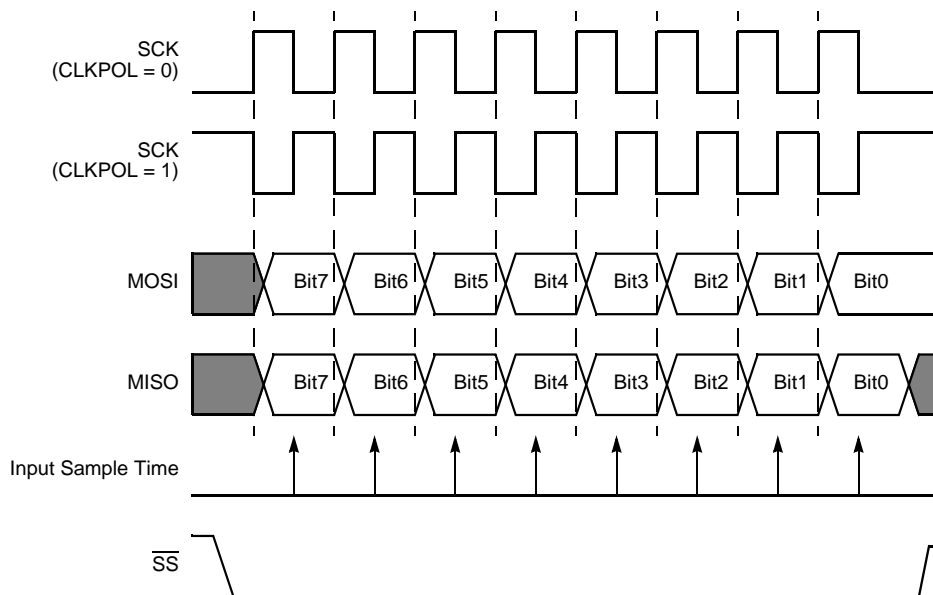 SCK
(CLKPOL = 0)
SCK
(CLKPOL = 1)
MOSI
Bit7 Bit6 Bit5 Bit4 Bit3 Bit2 Bit1 Bit0
MISO
Bit7 Bit6 Bit5 Bit4 Bit3 Bit2 Bit1 Bit0
Input Sample Time
SS